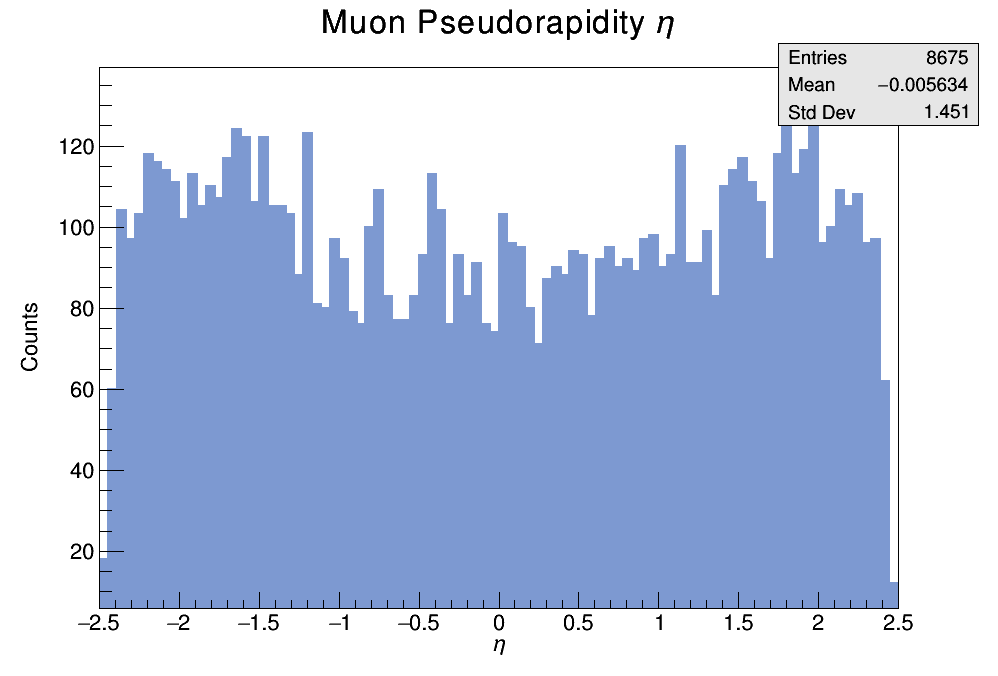 Muon Pseudorapidity η
Entries 8675
Mean −0.005634
Std Dev 1.451
120
100
80
60
40
20
Counts
−2.5 −2 −1.5 −1 −0.5 0 0.5 1 1.5 2 2.5
η